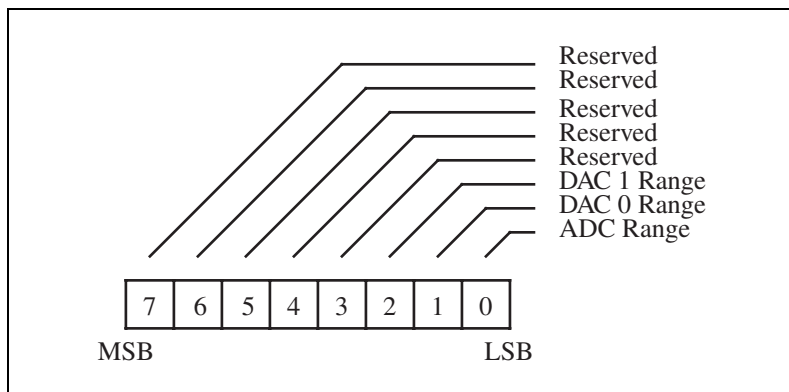 Reserved
Reserved
Reserved
Reserved
Reserved
DAC 1 Range
DAC 0 Range
ADC Range
7 6 5 4 3 2 1 0
MSB LSB